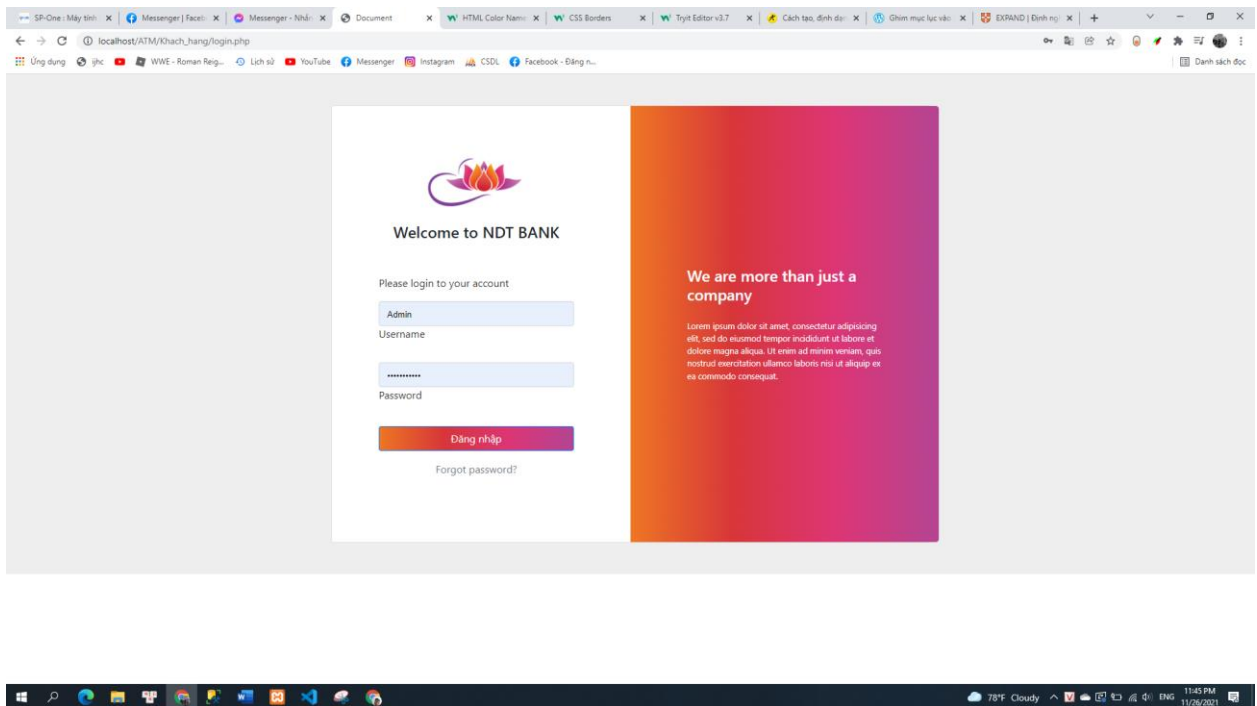 SP-One : Máy tính
Messenger | Faceb
Messenger - Nhắn
Document
HTML Color Name
CSS Borders
Tryit Editor v3.7
Cách tạo, định dạn
Ghim mục lục vào
EXPAND | Định ng
localhost/ATM/Khach_hang/login.php
Ứng dụng
ijhc
WWE - Roman Reig...
Lịch sử
YouTube
Messenger
Instagram
CSDL
Facebook - Đăng n...
Danh sách đọc
Welcome to NDT BANK
Please login to your account
Admin
Username
•••••••••••
Password
Đăng nhập
Forgot password?
We are more than just a
company
Lorem ipsum dolor sit amet, consectetur adipisicing
elit, sed do eiusmod tempor incididunt ut labore et
dolore magna aliqua. Ut enim ad minim veniam, quis
nostrud exercitation ullamco laboris nisi ut aliquip ex
ea commodo consequat.
78°F Cloudy
ENG
11:45 PM
11/26/2021